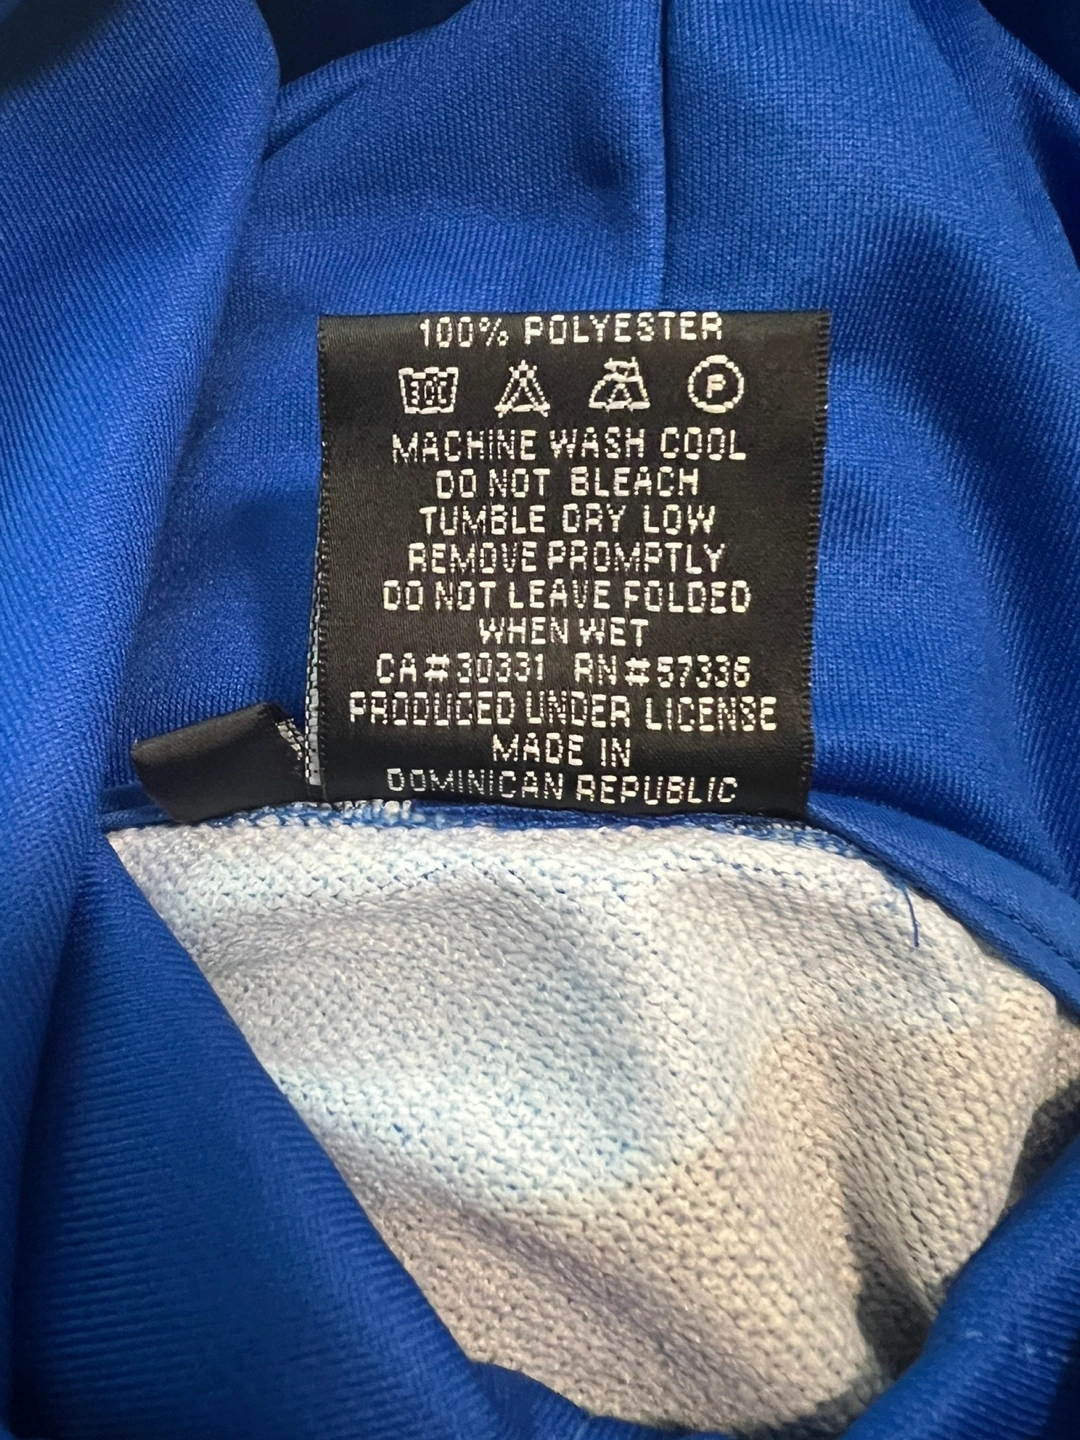 100% POLYESTER
30C
P
MACHINE WASH COOL
DO NOT BLEACH
TUMBLE DRY LOW
REMOVE PROMPTLY
DO NOT LEAVE FOLDED
WHEN WET
CA#30331 RN#57336
PRODUCED UNDER LICENSE
MADE IN
DOMINICAN REPUBLIC